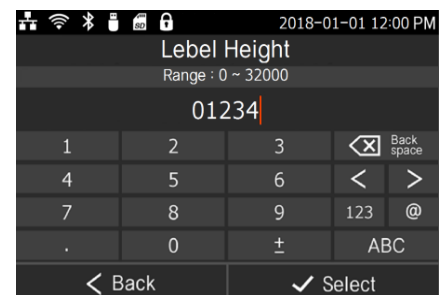 SD 2018-01-01 12:00 PM
Lebel Height
Range : 0 ~ 32000
01234
1 2 3 Back space
4 5 6 < >
7 8 9 123 @
. 0 ± ABC
< Back Select